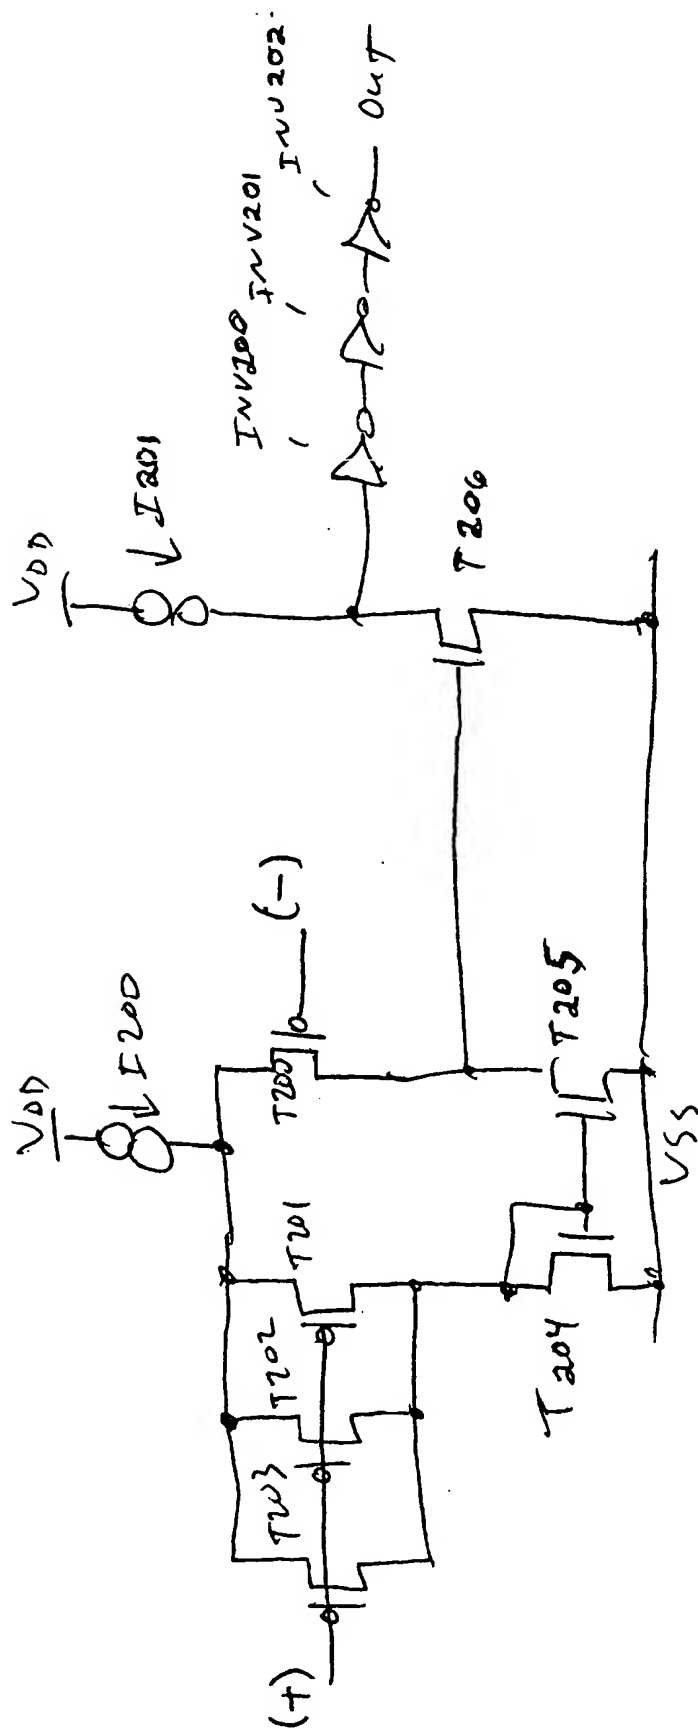 VDD
VDD
I200
I201
INV200
INV201
INV202
OUT
(+)
(-)
T203
T202
T201
T200
T204
T205
T206
VSS